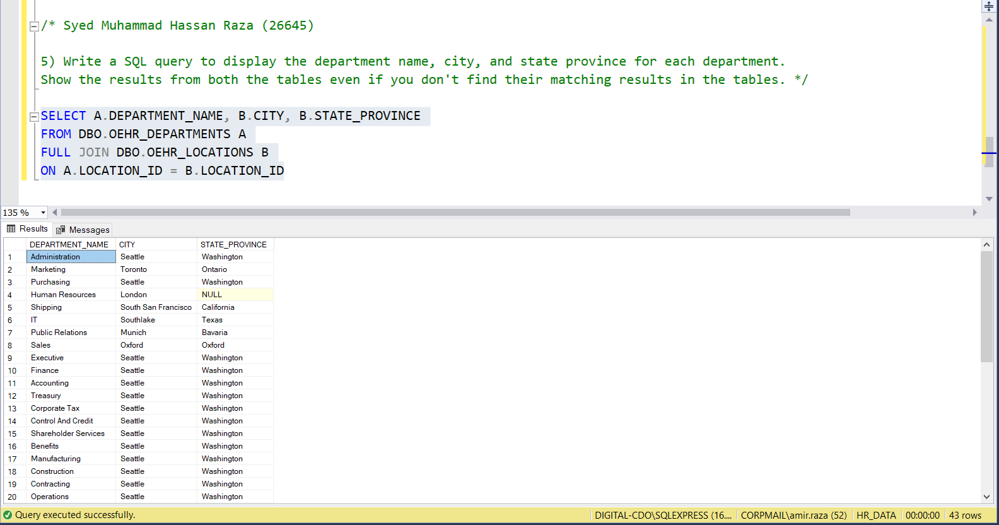 /* Syed Muhammad Hassan Raza (26645)
5) Write a SQL query to display the department name, city, and state province for each department.
Show the results from both the tables even if you don't find their matching results in the tables. */
SELECT A.DEPARTMENT_NAME, B.CITY, B.STATE_PROVINCE
FROM DBO.OEHR_DEPARTMENTS A
FULL JOIN DBO.OEHR_LOCATIONS B
ON A.LOCATION_ID = B.LOCATION_ID
135 %
Results Messages
DEPARTMENT_NAME CITY STATE_PROVINCE
1 Administration Seattle Washington
2 Marketing Toronto Ontario
3 Purchasing Seattle Washington
4 Human Resources London NULL
5 Shipping South San Francisco California
6 IT Southlake Texas
7 Public Relations Munich Bavaria
8 Sales Oxford Oxford
9 Executive Seattle Washington
10 Finance Seattle Washington
11 Accounting Seattle Washington
12 Treasury Seattle Washington
13 Corporate Tax Seattle Washington
14 Control And Credit Seattle Washington
15 Shareholder Services Seattle Washington
16 Benefits Seattle Washington
17 Manufacturing Seattle Washington
18 Construction Seattle Washington
19 Contracting Seattle Washington
20 Operations Seattle Washington
Query executed successfully. DIGITAL-CDO\SQLEXPRESS (16.... CORPMAIL\amir.raza (52) HR_DATA 00:00:00 43 rows